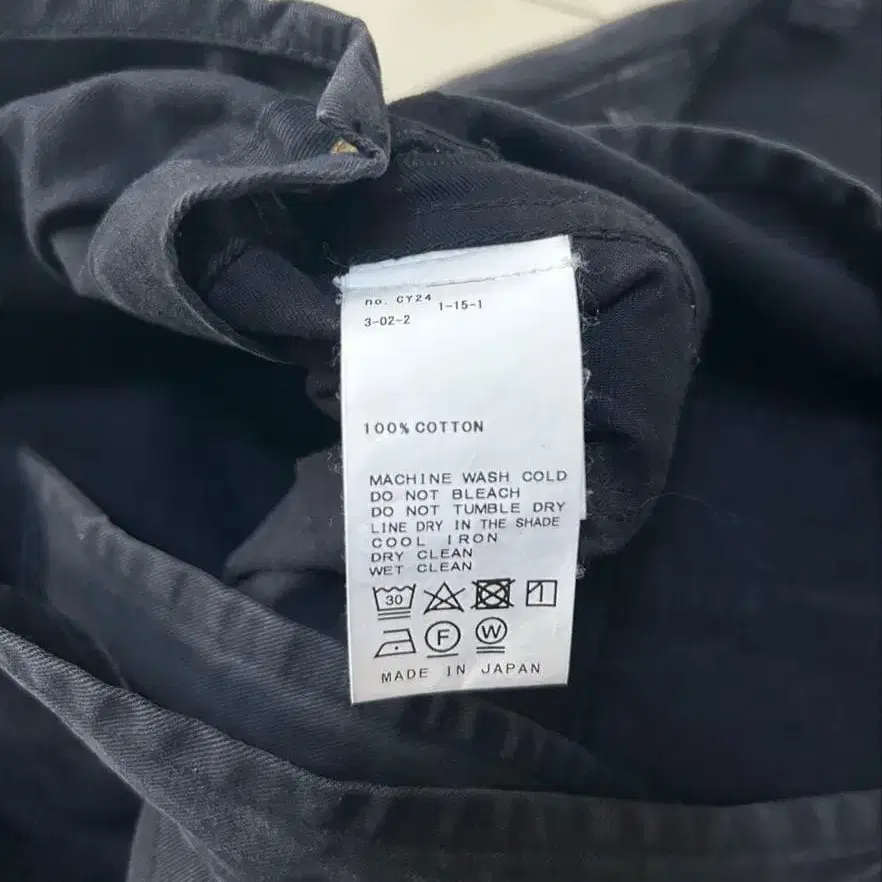 no. CY24 1-15-1
3-02-2
100% COTTON
MACHINE WASH COLD
DO NOT BLEACH
DO NOT TUMBLE DRY
LINE DRY IN THE SHADE
COOL IRON
DRY CLEAN
WET CLEAN
30
F W
MADE IN JAPAN